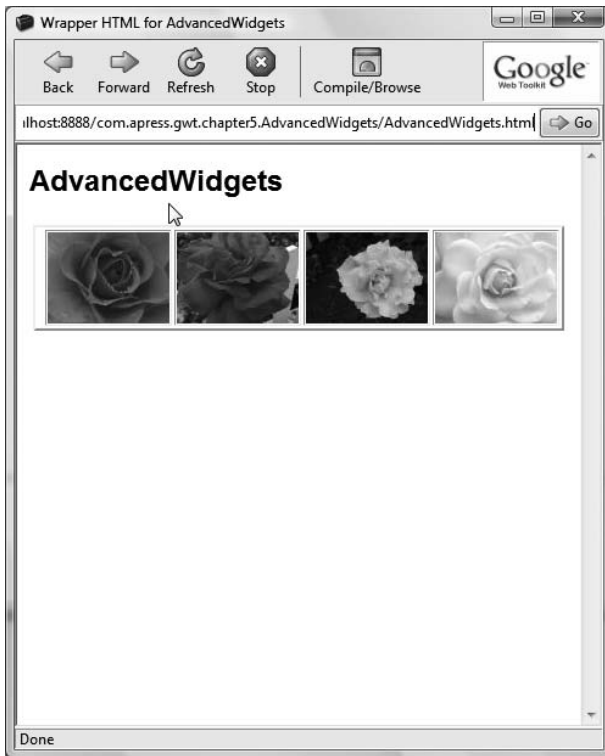 Wrapper HTML for AdvancedWidgets
Back Forward Refresh Stop Compile/Browse
Google
Web Toolkit
lhost:8888/com.apress.gwt.chapter5.AdvancedWidgets/AdvancedWidgets.html Go
AdvancedWidgets
Done